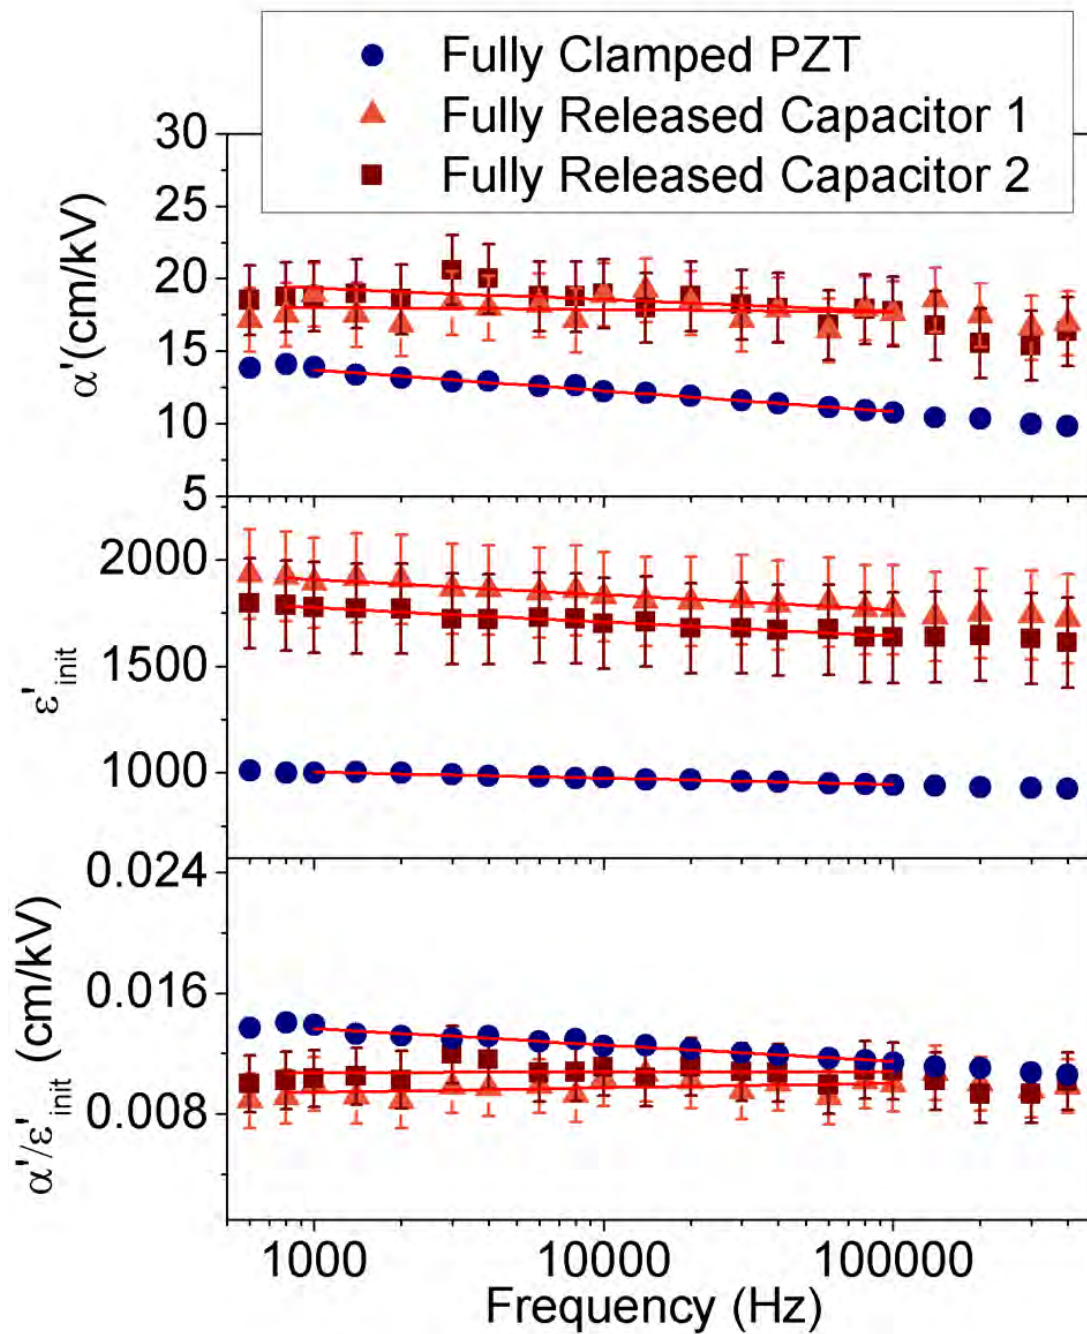 Fully Clamped PZT
Fully Released Capacitor 1
Fully Released Capacitor 2
30
25
20
15
10
5
α'(cm/kV)
2000
1500
1000
ε'init
0.024
0.016
0.008
α'/ε'init (cm/kV)
1000 10000 100000
Frequency (Hz)